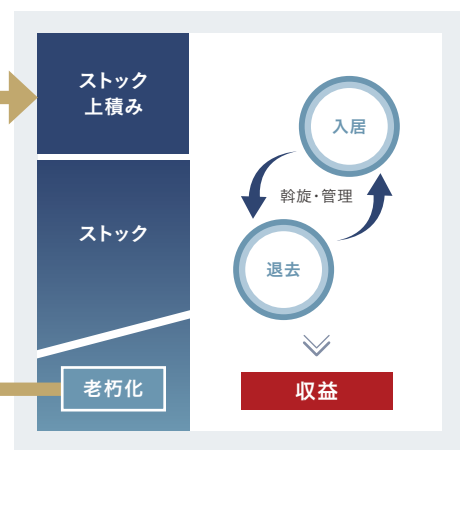 ストック
上積み
ストック
老朽化
入居
斡旋・管理
退去
収益